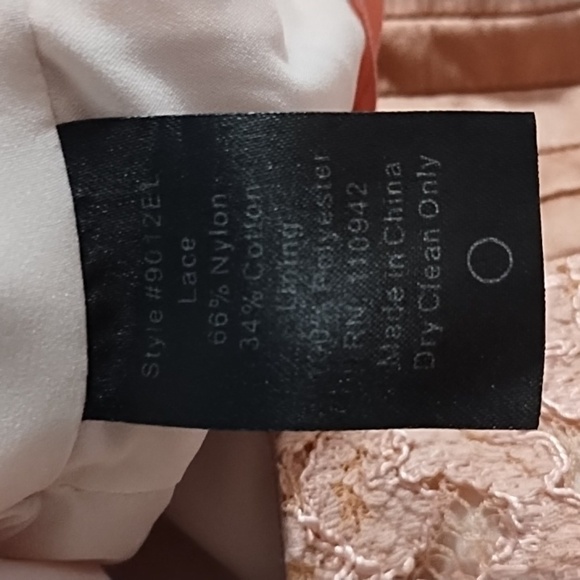 Style #9012EL
Lace
66% Nylon
34% Cotton
Lining
100% Polyester
RN: 110942
Made in China
Dry Clean Only